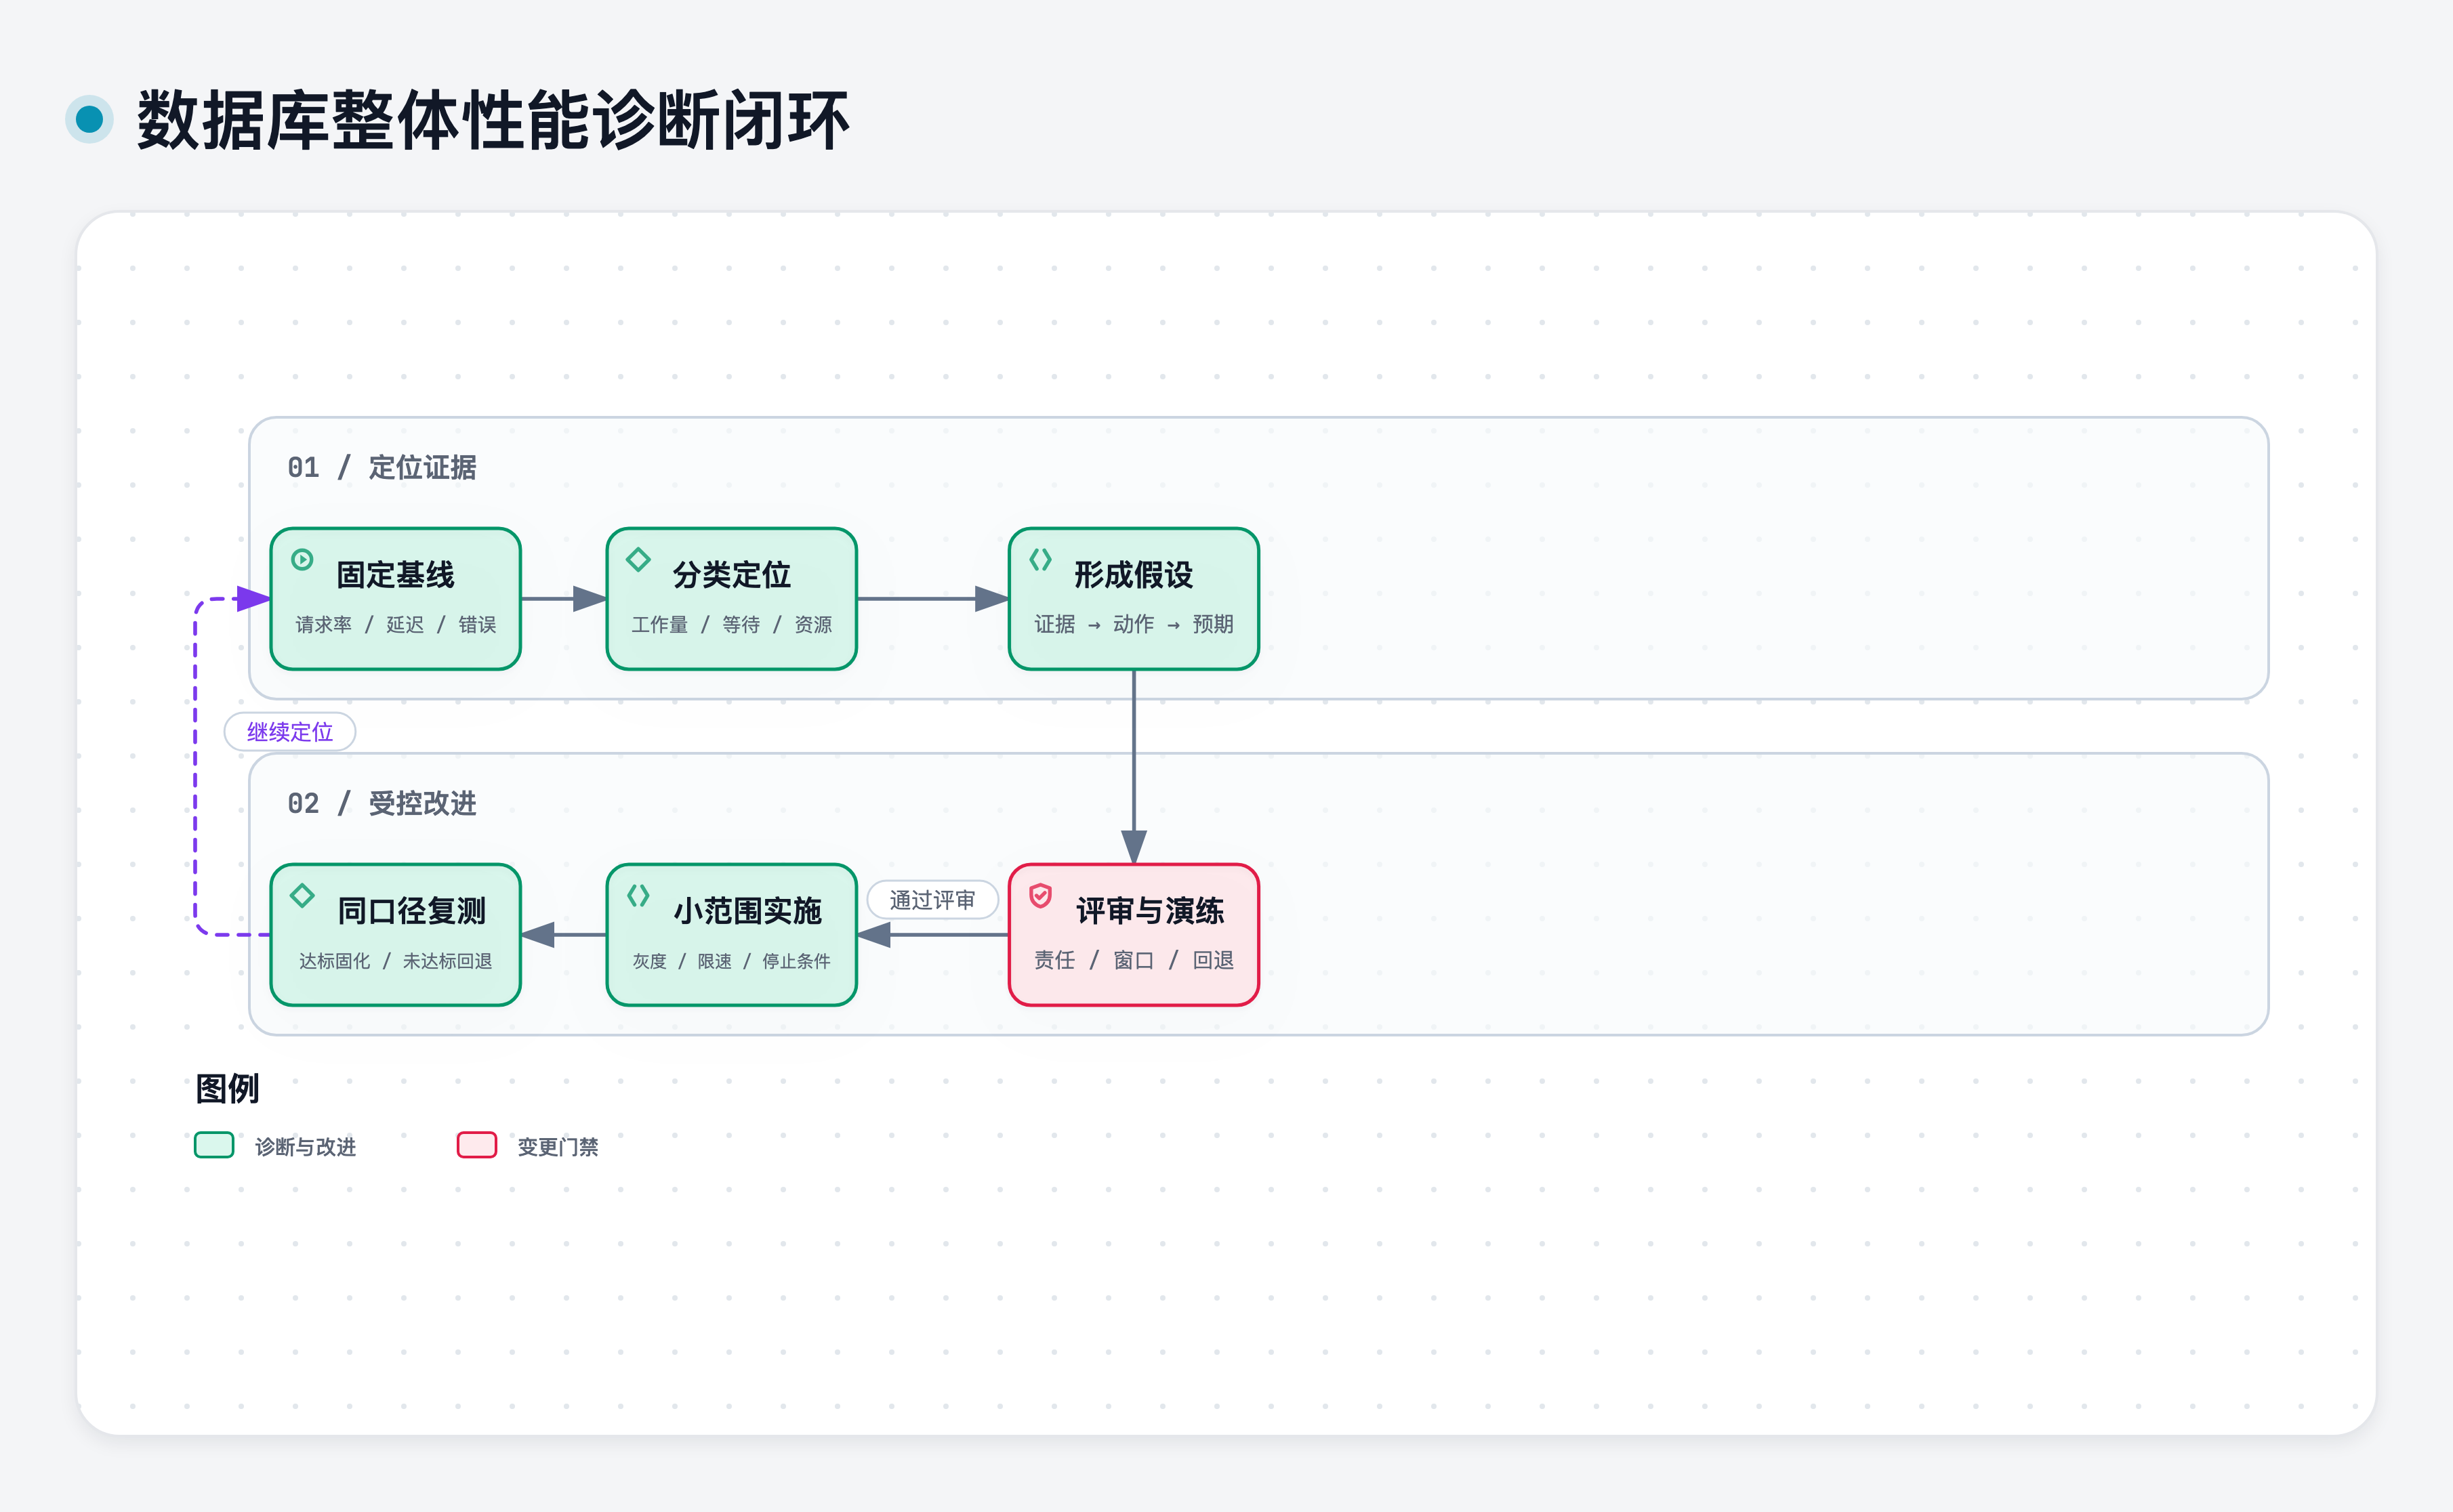 数据库整体性能诊断闭环
01 / 定位证据
固定基线
请求率 / 延迟 / 错误
分类定位
工作量 / 等待 / 资源
形成假设
证据 → 动作 → 预期
继续定位
02 / 受控改进
同口径复测
达标固化 / 未达标回退
小范围实施
灰度 / 限速 / 停止条件
通过评审
评审与演练
责任 / 窗口 / 回退
图例
诊断与改进
变更门禁